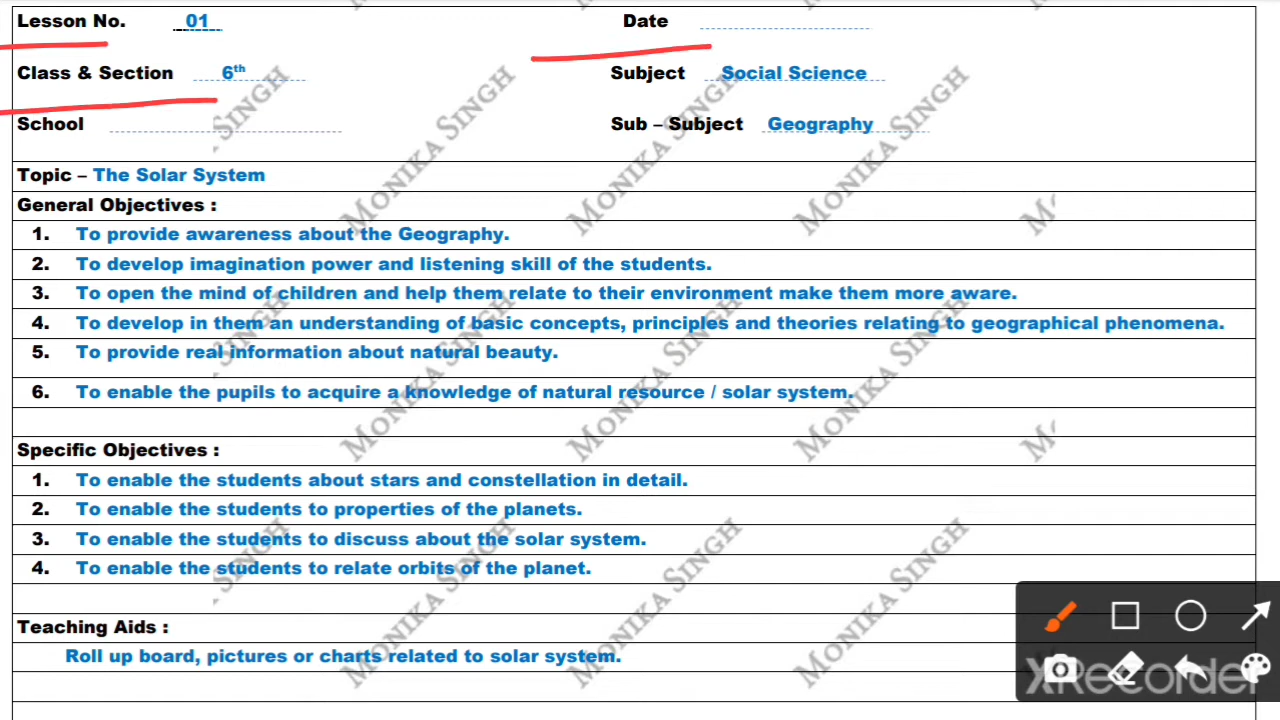 Lesson No. 01 Date
Class & Section 6th Subject Social Science
School Sub – Subject Geography
Topic – The Solar System
General Objectives :
1. To provide awareness about the Geography.
2. To develop imagination power and listening skill of the students.
3. To open the mind of children and help them relate to their environment make them more aware.
4. To develop in them an understanding of basic concepts, principles and theories relating to geographical phenomena.
5. To provide real information about natural beauty.
6. To enable the pupils to acquire a knowledge of natural resource / solar system.
Specific Objectives :
1. To enable the students about stars and constellation in detail.
2. To enable the students to properties of the planets.
3. To enable the students to discuss about the solar system.
4. To enable the students to relate orbits of the planet.
Teaching Aids :
Roll up board, pictures or charts related to solar system.
MONIKA SINGH
XRecorder